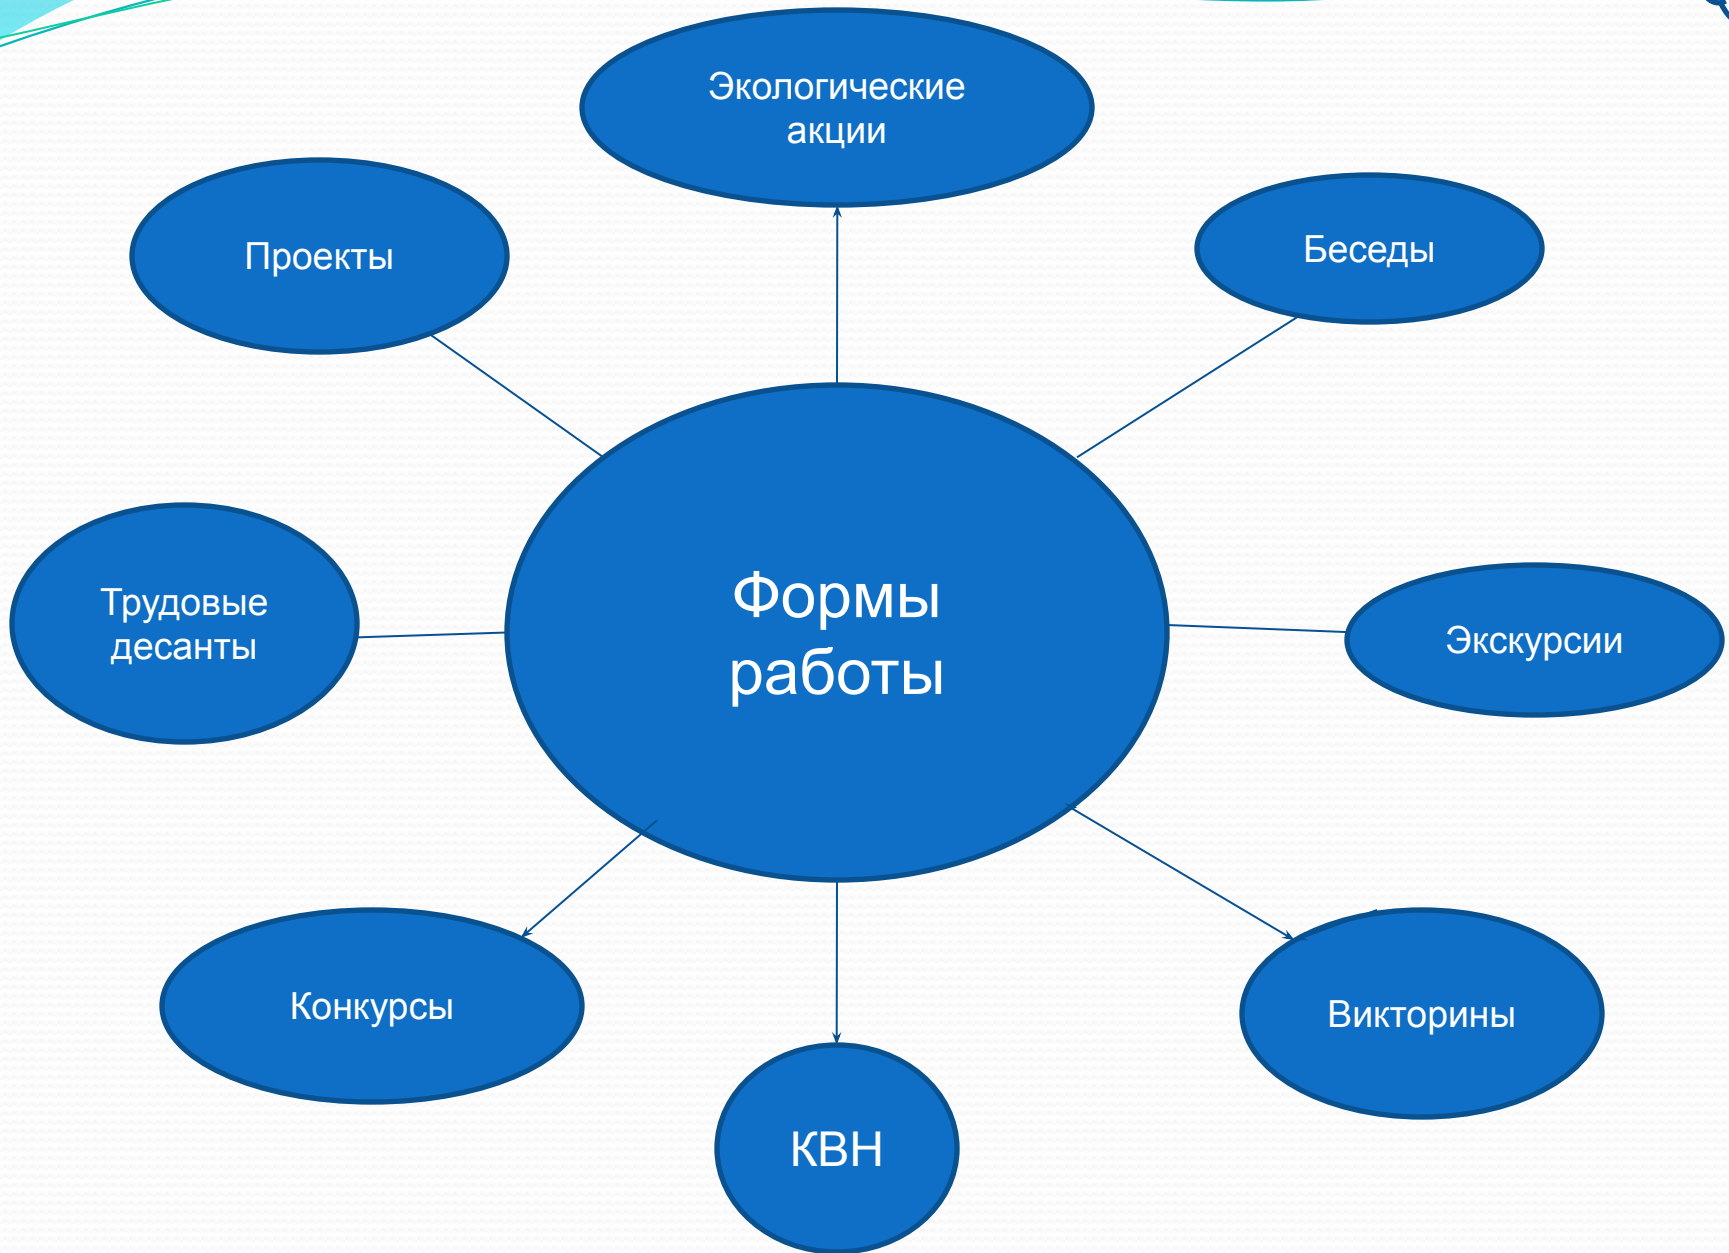 Экологические
акции
Проекты
Беседы
Формы
работы
Трудовые
десанты
Экскурсии
Конкурсы
Викторины
КВН